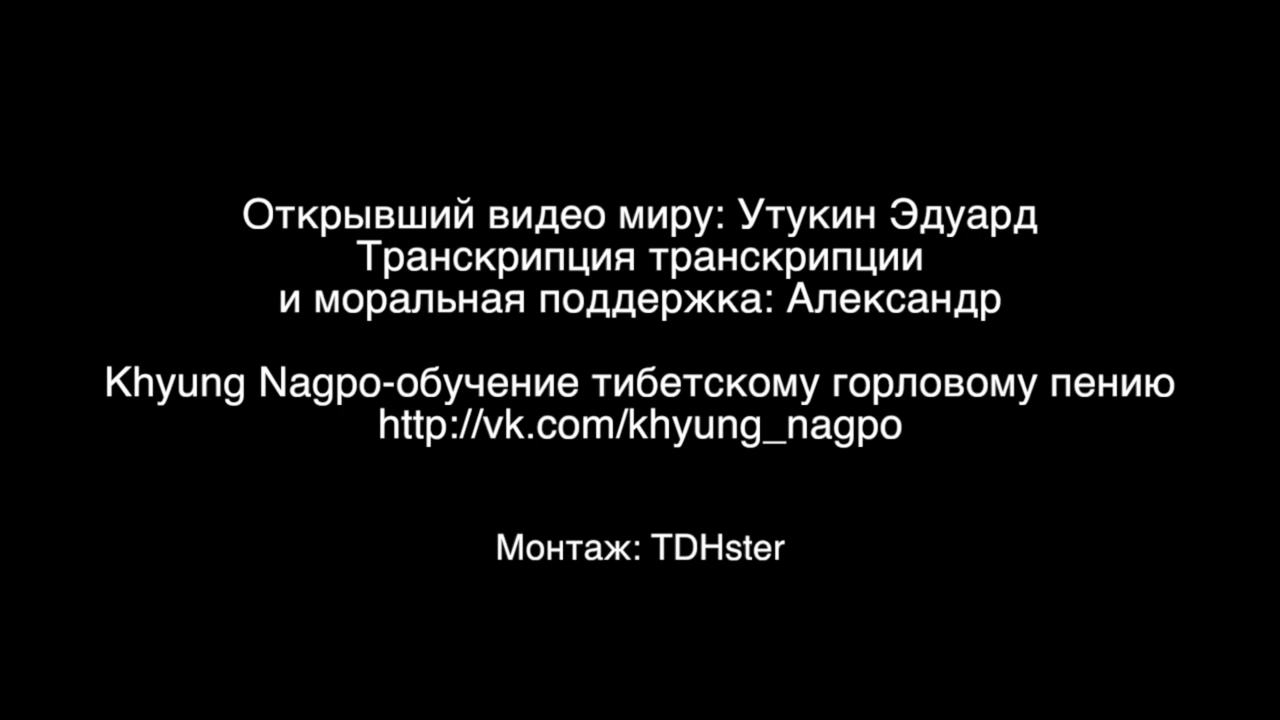 Открывший видео миру: Утукин Эдуард
Транскрипция транскрипции
и моральная поддержка: Александр
Khyung Nagpo-обучение тибетскому горловому пению
http://vk.com/khyung_nagpo
Монтаж: TDHster